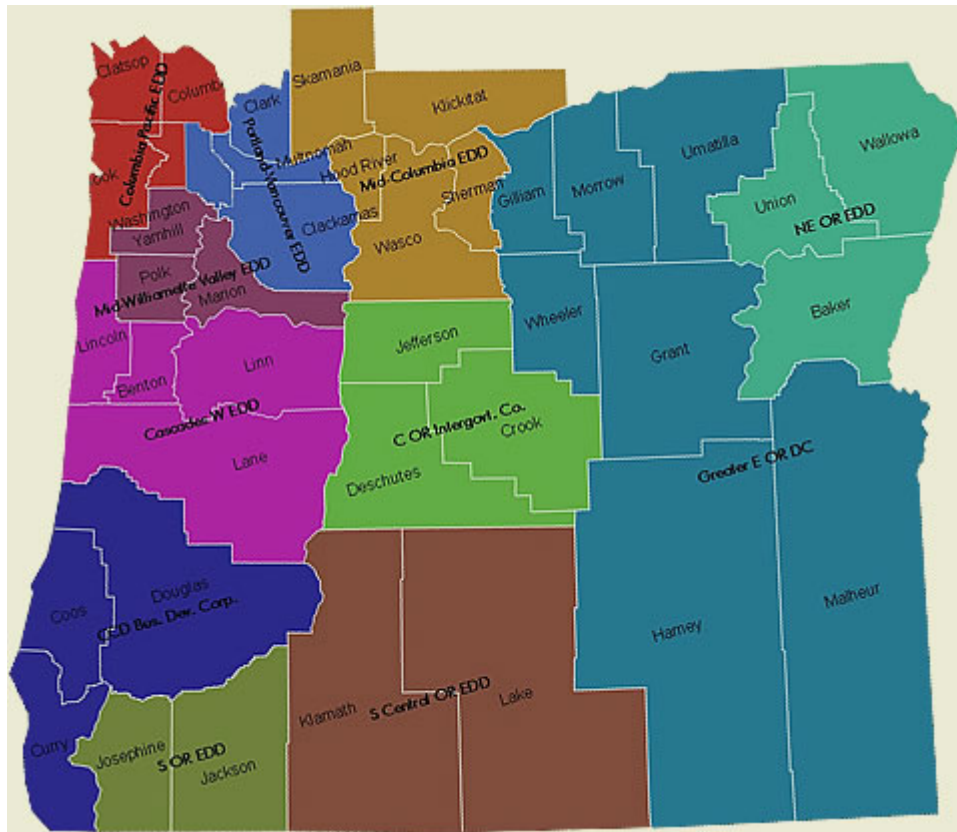 Skamania
Clatsop
Columb
Columbia Pacific EDD
ook
Clark
Klickitat
Portland-Vancouver EDD
Multnomah
Hood River
Mid-Columbia EDD
Sherman
Gilliam
Morrow
Umatilla
Wallowa
Union
NE OR EDD
Washington
Yamhill
Clackamas
Wasco
Polk
Mid-Williamette Valley EDD
Marion
Lincoln
Benton
Linn
Jefferson
Wheeler
Grant
Baker
Cascades W EDD
Lane
C OR Intergovt. Co.
Crook
Deschutes
Greater E OR DC
Coos
Douglas
CCD Bus. Dev. Corp.
Harney
Malheur
Klamath
S Central OR EDD
Lake
Curry
Josephine
S OR EDD
Jackson